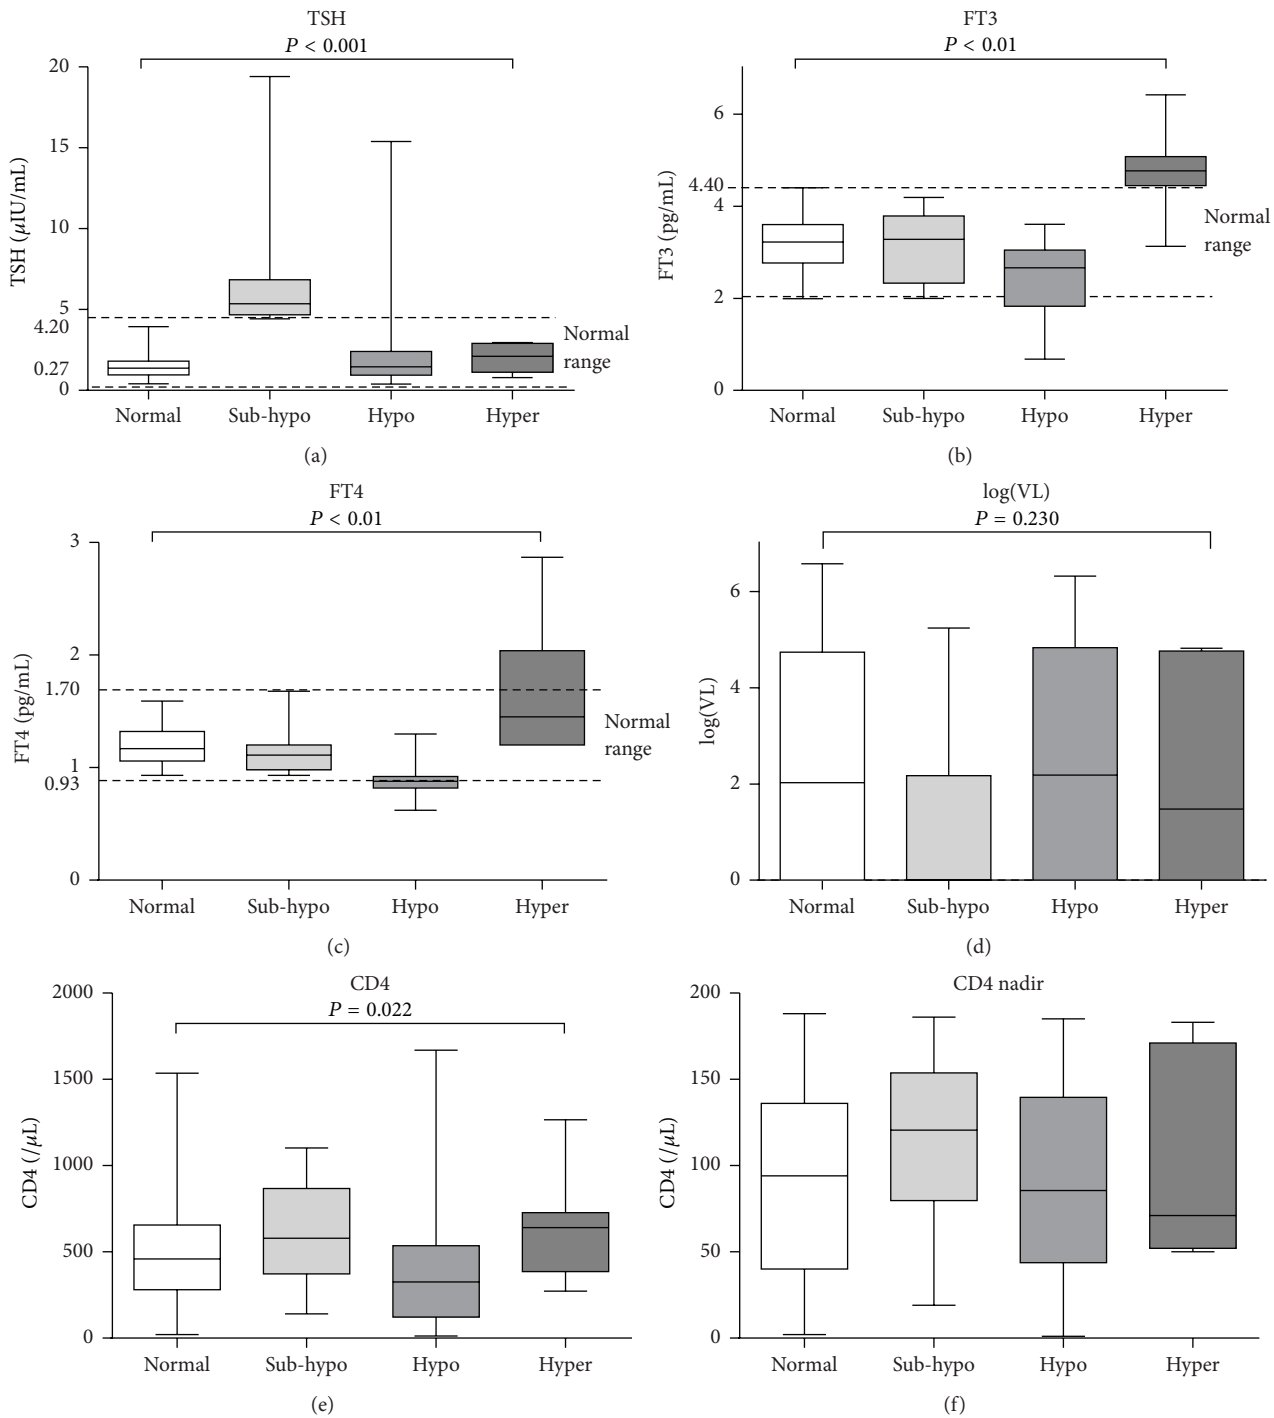 TSH
P < 0.001
TSH (μIU/mL)
20
15
10
5
4.20
0.27
0
Normal
range
Normal Sub-hypo Hypo Hyper
(a)
FT3
P < 0.01
FT3 (pg/mL)
6
4.40
4
2
0
Normal
range
Normal Sub-hypo Hypo Hyper
(b)
FT4
P < 0.01
FT4 (pg/mL)
3
2
1.70
1
0.93
0
Normal
range
Normal Sub-hypo Hypo Hyper
(c)
log(VL)
P = 0.230
log(VL)
6
4
2
0
Normal Sub-hypo Hypo Hyper
(d)
CD4
P = 0.022
CD4 (/μL)
2000
1500
1000
500
0
Normal Sub-hypo Hypo Hyper
(e)
CD4 nadir
CD4 (/μL)
200
150
100
50
0
Normal Sub-hypo Hypo Hyper
(f)